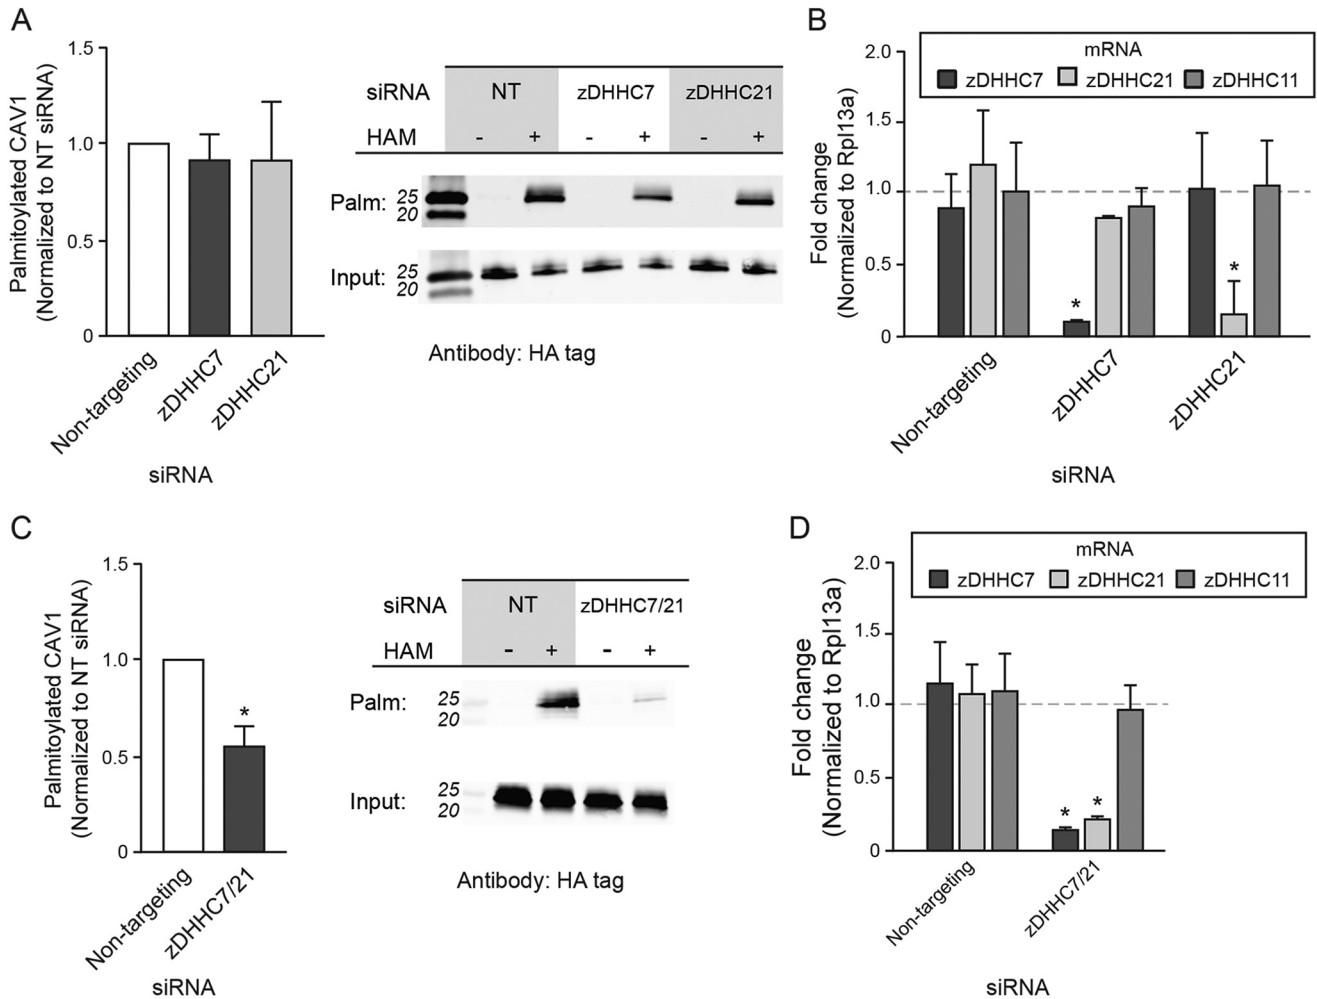 A
Palmitoylated CAV1
(Normalized to NT siRNA)
1.5
1.0
0.5
0
Non-targeting
zDHHC7
zDHHC21
siRNA
siRNA NT zDHHC7 zDHHC21
HAM - + - + - +
Palm: 25
20
Input: 25
20
Antibody: HA tag
B
Fold change
(Normalized to Rpl13a)
2.0
1.5
1.0
0.5
0
mRNA
zDHHC7 zDHHC21 zDHHC11
*
*
Non-targeting
zDHHC7
zDHHC21
siRNA
C
Palmitoylated CAV1
(Normalized to NT siRNA)
1.5
1.0
0.5
0
*
Non-targeting
zDHHC7/21
siRNA
siRNA NT zDHHC7/21
HAM - + - +
Palm: 25
20
Input: 25
20
Antibody: HA tag
D
Fold change
(Normalized to Rpl13a)
2.0
1.5
1.0
0.5
0
mRNA
zDHHC7 zDHHC21 zDHHC11
* *
Non-targeting
zDHHC7/21
siRNA